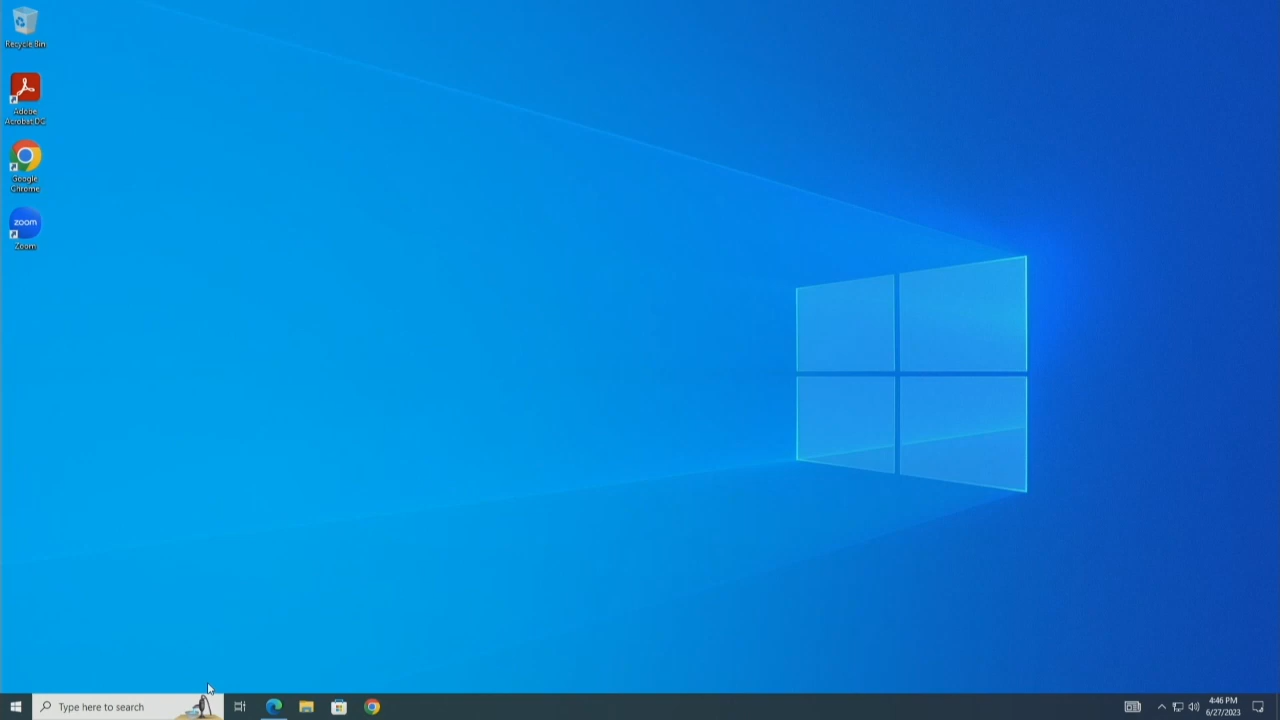 Recycle Bin
Adobe
Acrobat DC
Google
Chrome
zoom
Zoom
Type here to search
4:46 PM
6/27/2023